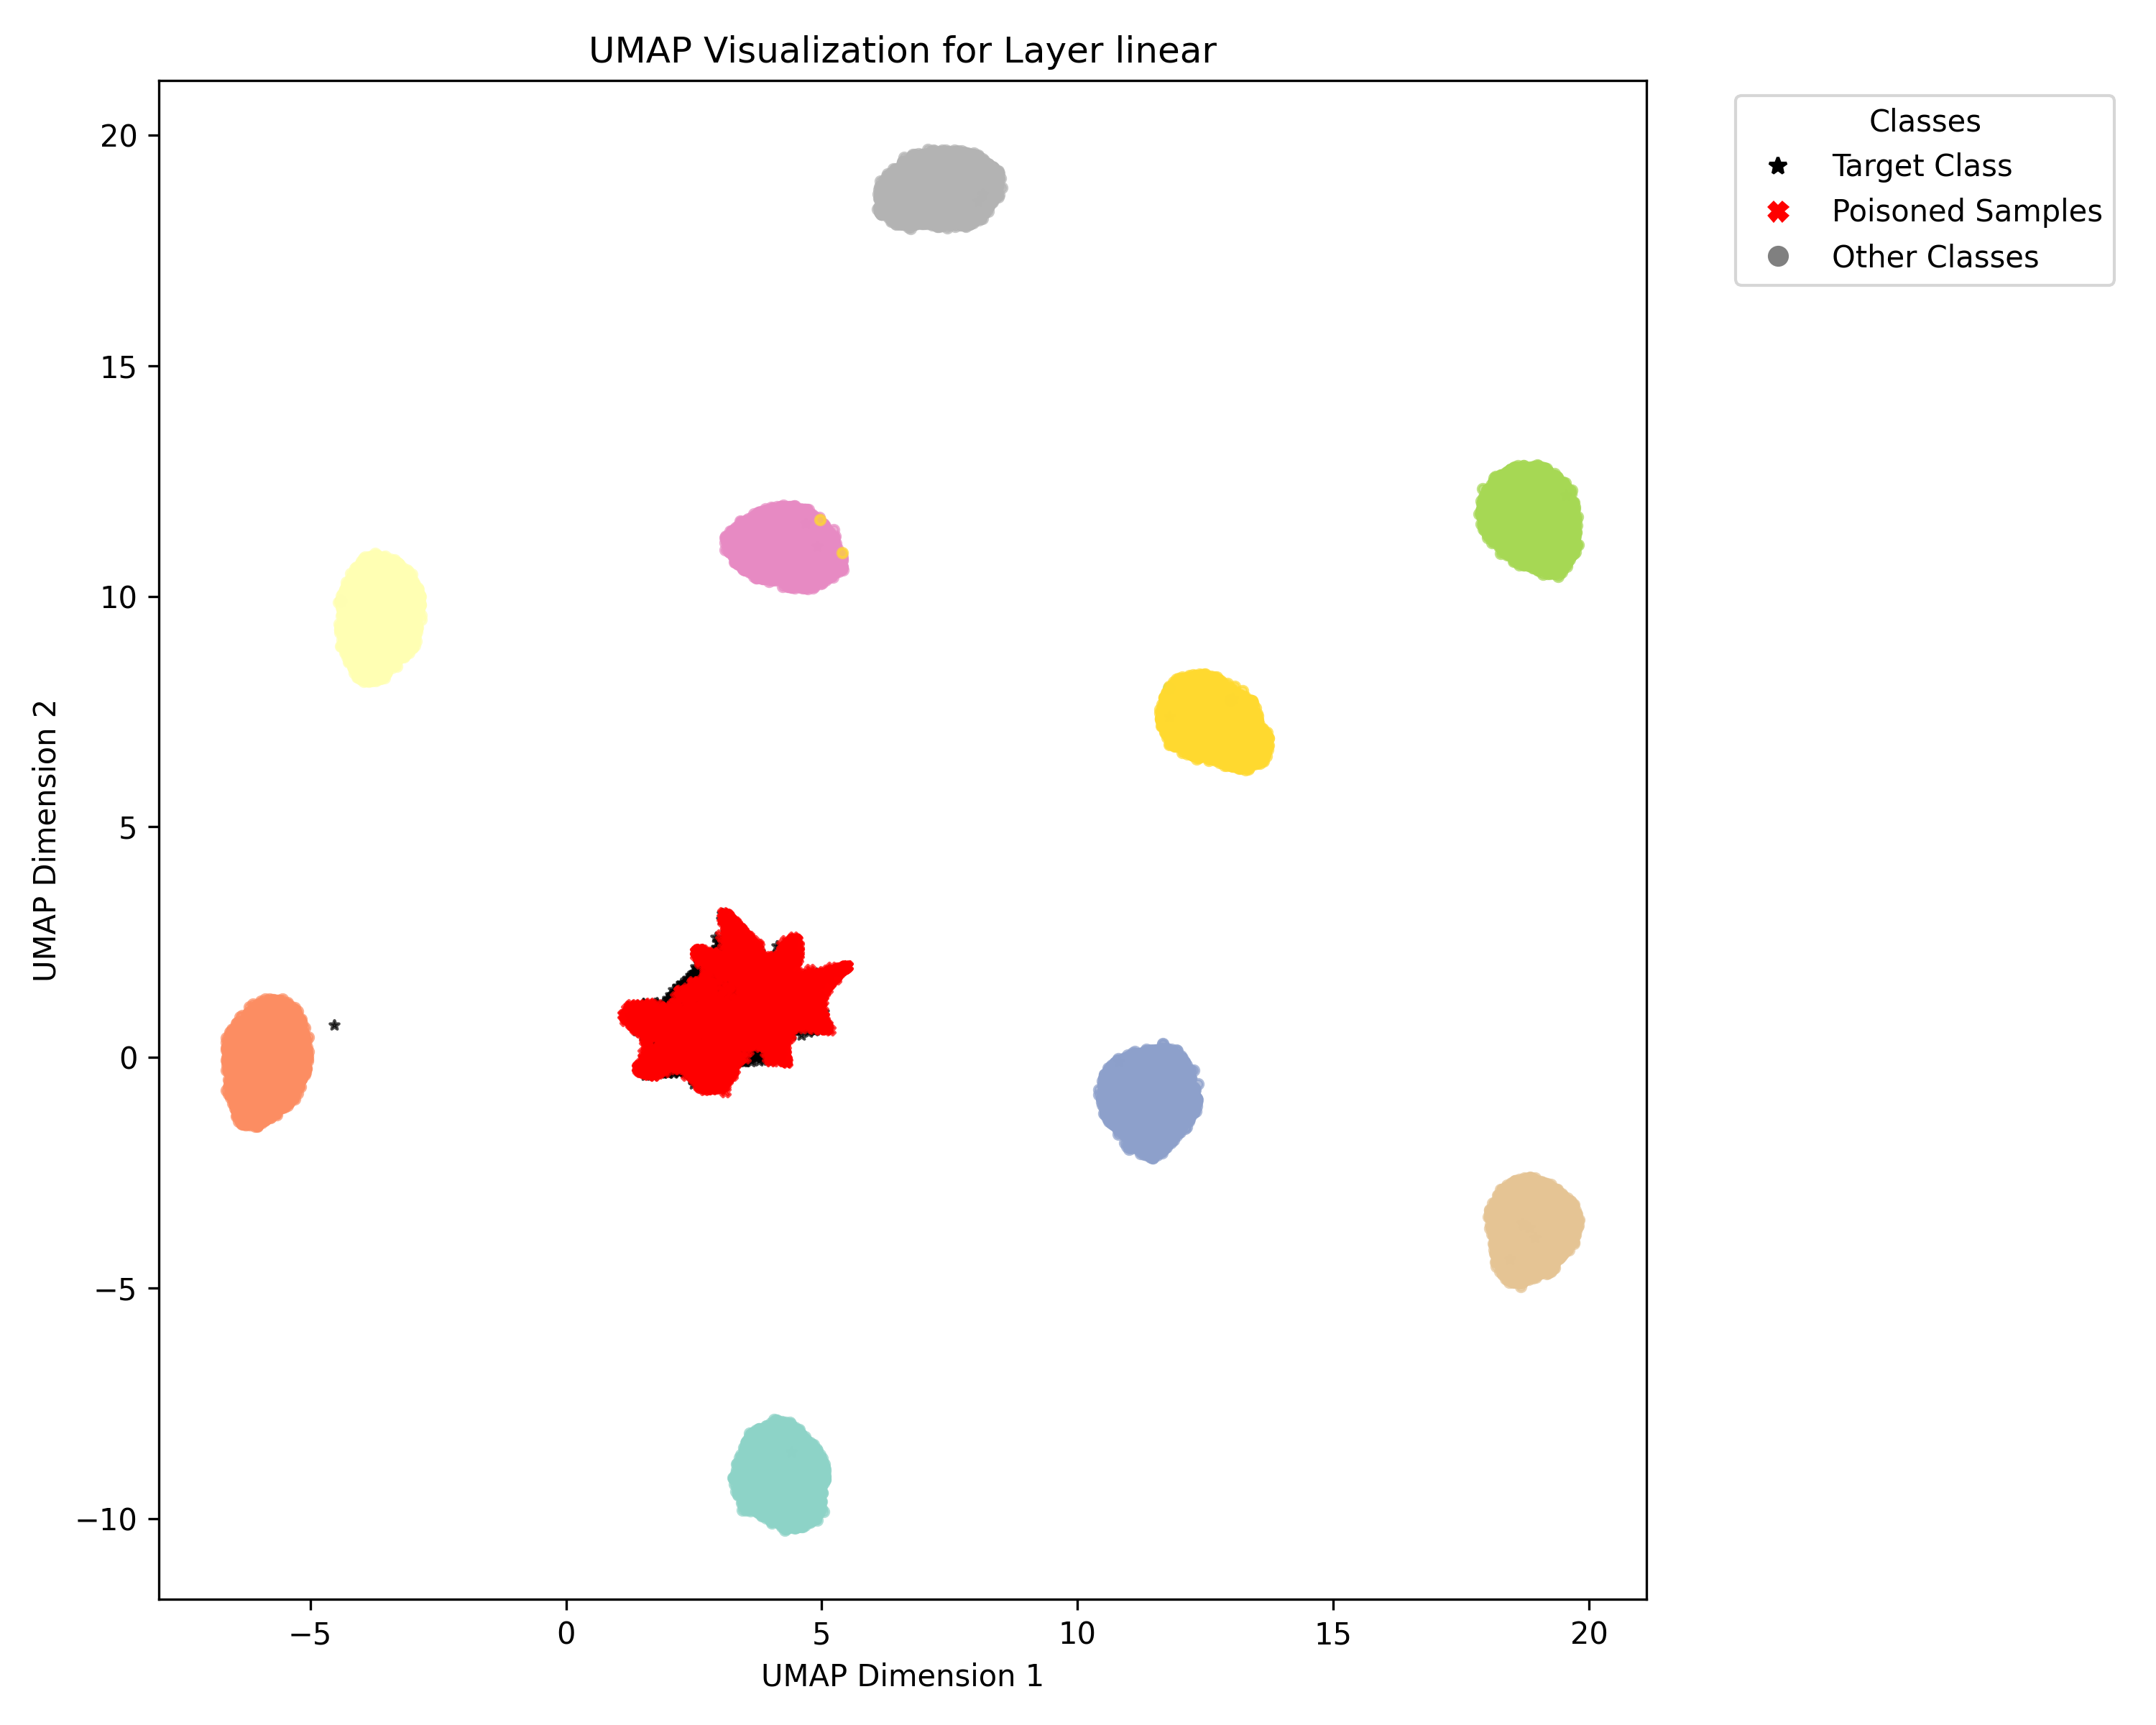 UMAP Visualization for Layer linear
Classes
Target Class
Poisoned Samples
Other Classes
20
15
10
5
0
−5
−10
UMAP Dimension 2
−5
0
5
10
15
20
UMAP Dimension 1